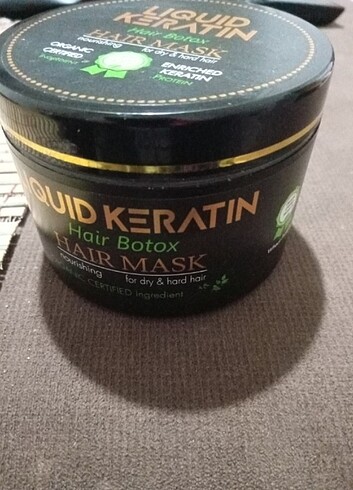 LIQUID
KERATIN
Hair Botox
HAIR MASK
nourishing for dry & hard hair
ORGANIC
CERTIFIED
ENRICHED
KERATIN
PROTEIN
LIQUID KERATIN
Hair Botox
HAIR MASK
nourishing for dry & hard hair
ORGANIC CERTIFIED ingredient